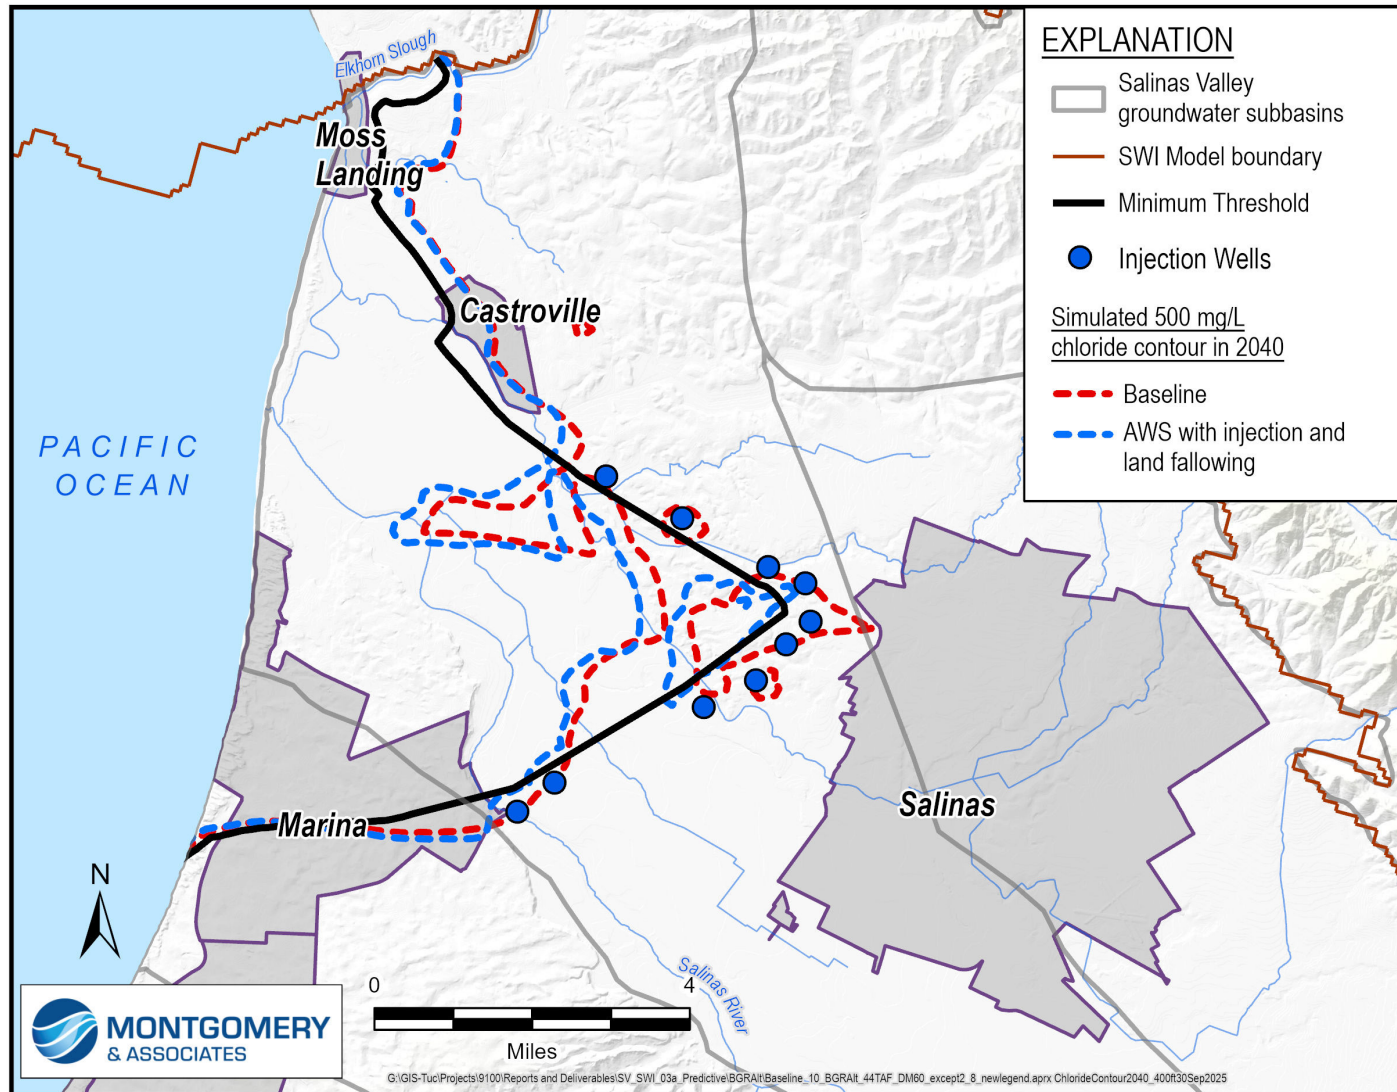 Elkhorn Slough
Moss
Landing
Castroville
PACIFIC
OCEAN
Marina
Salinas
Salinas River
N
0 4
Miles
MONTGOMERY
& ASSOCIATES
EXPLANATION
Salinas Valley
groundwater subbasins
SWI Model boundary
Minimum Threshold
Injection Wells
Simulated 500 mg/L
chloride contour in 2040
Baseline
AWS with injection and
land fallowing
G:\GIS-Tuc\Projects\9100\Reports and Deliverables\SV_SWI_03a_Predictive\BGRAlt\Baseline_10_BGRAlt_44TAF_DM60_except2_8_newlegend.aprx ChlorideContour2040_400ft30Sep2025